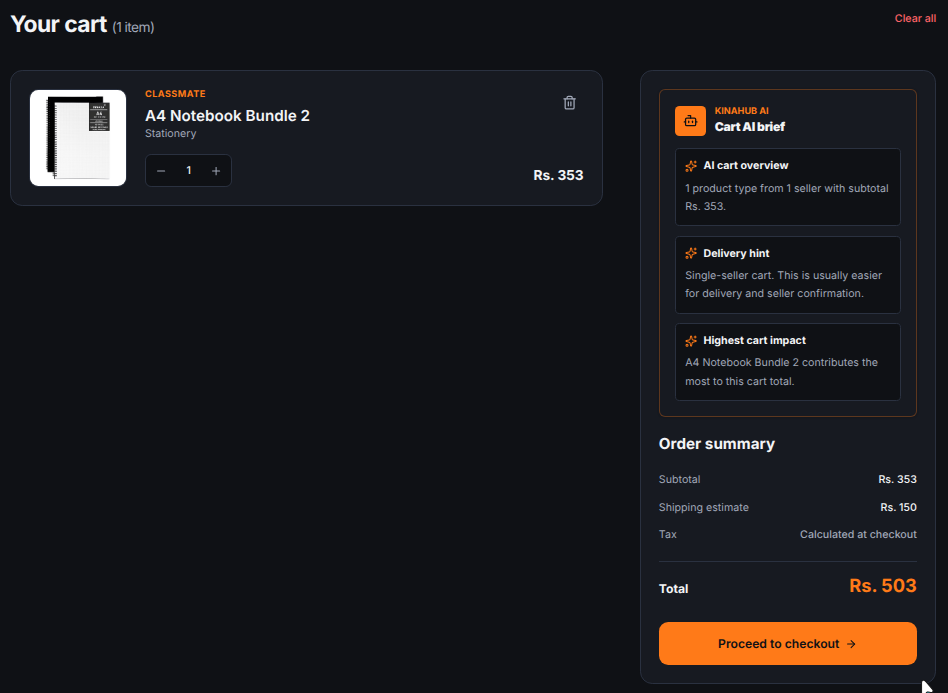 Your cart (1 item)
Clear all
CLASSMATE
A4 Notebook Bundle 2
Stationery
− 1 +
Rs. 353
KINAHUB AI
Cart AI brief
AI cart overview
1 product type from 1 seller with subtotal
Rs. 353.
Delivery hint
Single-seller cart. This is usually easier
for delivery and seller confirmation.
Highest cart impact
A4 Notebook Bundle 2 contributes the
most to this cart total.
Order summary
Subtotal Rs. 353
Shipping estimate Rs. 150
Tax Calculated at checkout
Total Rs. 503
Proceed to checkout →